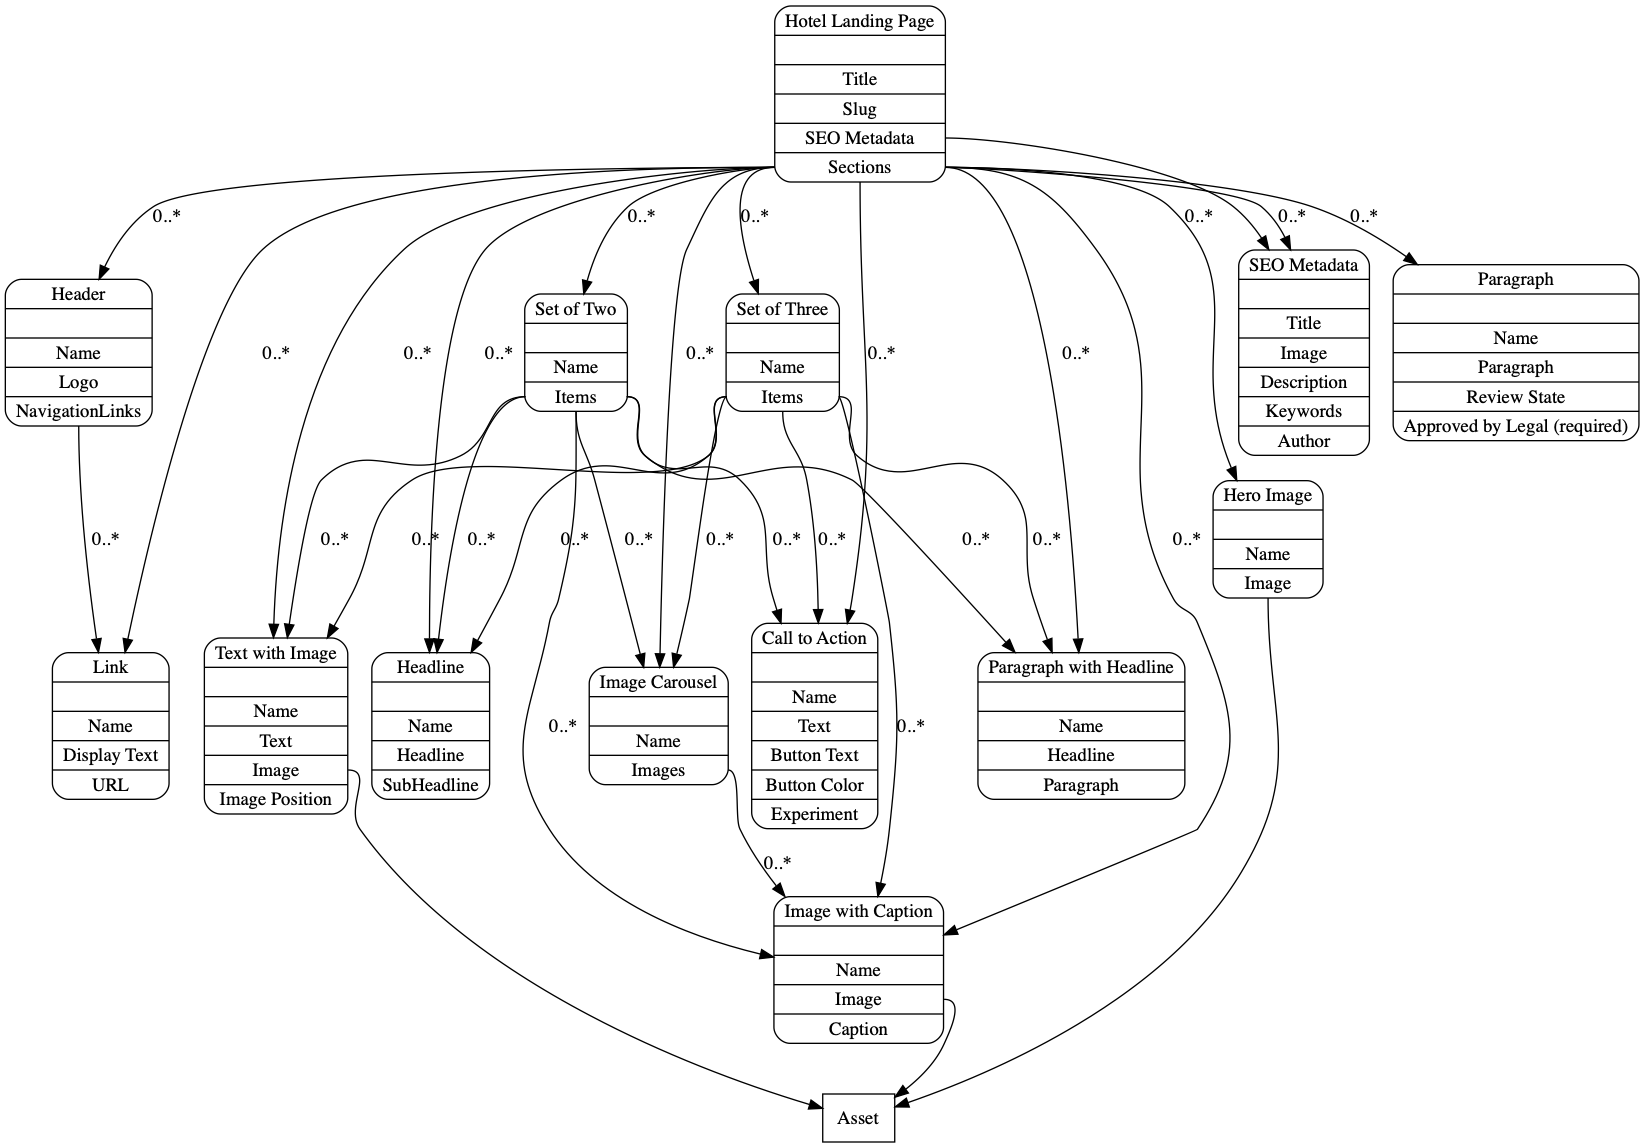 Hotel Landing Page
Title
Slug
SEO Metadata
Sections
0..*
0..*
0..*
0..*
0..*
0..*
Header
Name
Logo
NavigationLinks
Set of Two
Name
Items
Set of Three
Name
Items
SEO Metadata
Title
Image
Description
Keywords
Author
Paragraph
Name
Paragraph
Review State
Approved by Legal (required)
0..*
0..*
0..*
0..*
0..*
0..*
Hero Image
Name
Image
0..*
0..*
0..*
0..*
0..*
0..*
0..*
0..*
0..*
0..*
0..*
0..*
Link
Name
Display Text
URL
Text with Image
Name
Text
Image
Image Position
Headline
Name
Headline
SubHeadline
Image Carousel
Name
Images
Call to Action
Name
Text
Button Text
Button Color
Experiment
Paragraph with Headline
Name
Headline
Paragraph
0..*
0..*
0..*
Image with Caption
Name
Image
Caption
Asset